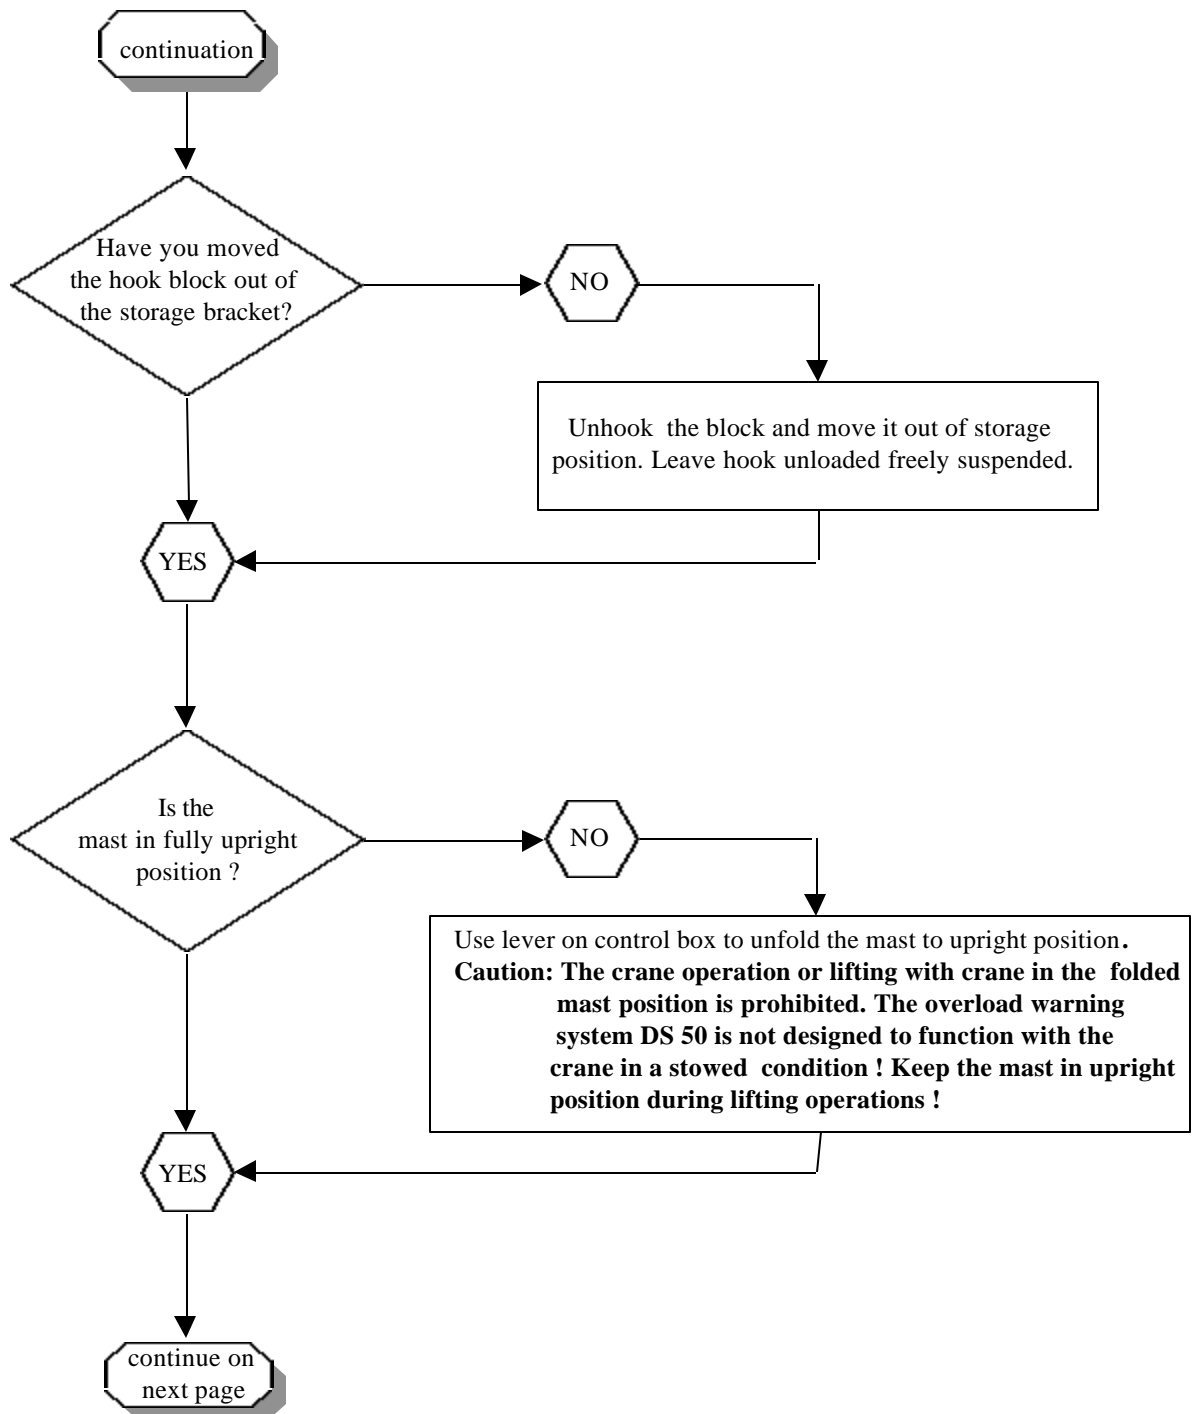 continuation
Have you moved
the hook block out of
the storage bracket?
NO
Unhook the block and move it out of storage
position. Leave hook unloaded freely suspended.
YES
Is the
mast in fully upright
position ?
NO
Use lever on control box to unfold the mast to upright position.
Caution: The crane operation or lifting with crane in the folded
mast position is prohibited. The overload warning
system DS 50 is not designed to function with the
crane in a stowed condition ! Keep the mast in upright
position during lifting operations !
YES
continue on
next page